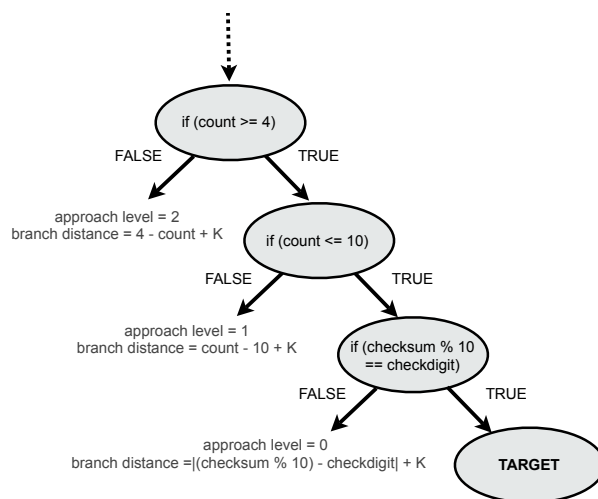 if (count >= 4)
FALSE
TRUE
approach level = 2
branch distance = 4 - count + K
if (count <= 10)
FALSE
TRUE
approach level = 1
branch distance = count - 10 + K
if (checksum % 10
== checkdigit)
FALSE
TRUE
approach level = 0
branch distance =|(checksum % 10) - checkdigit| + K
TARGET